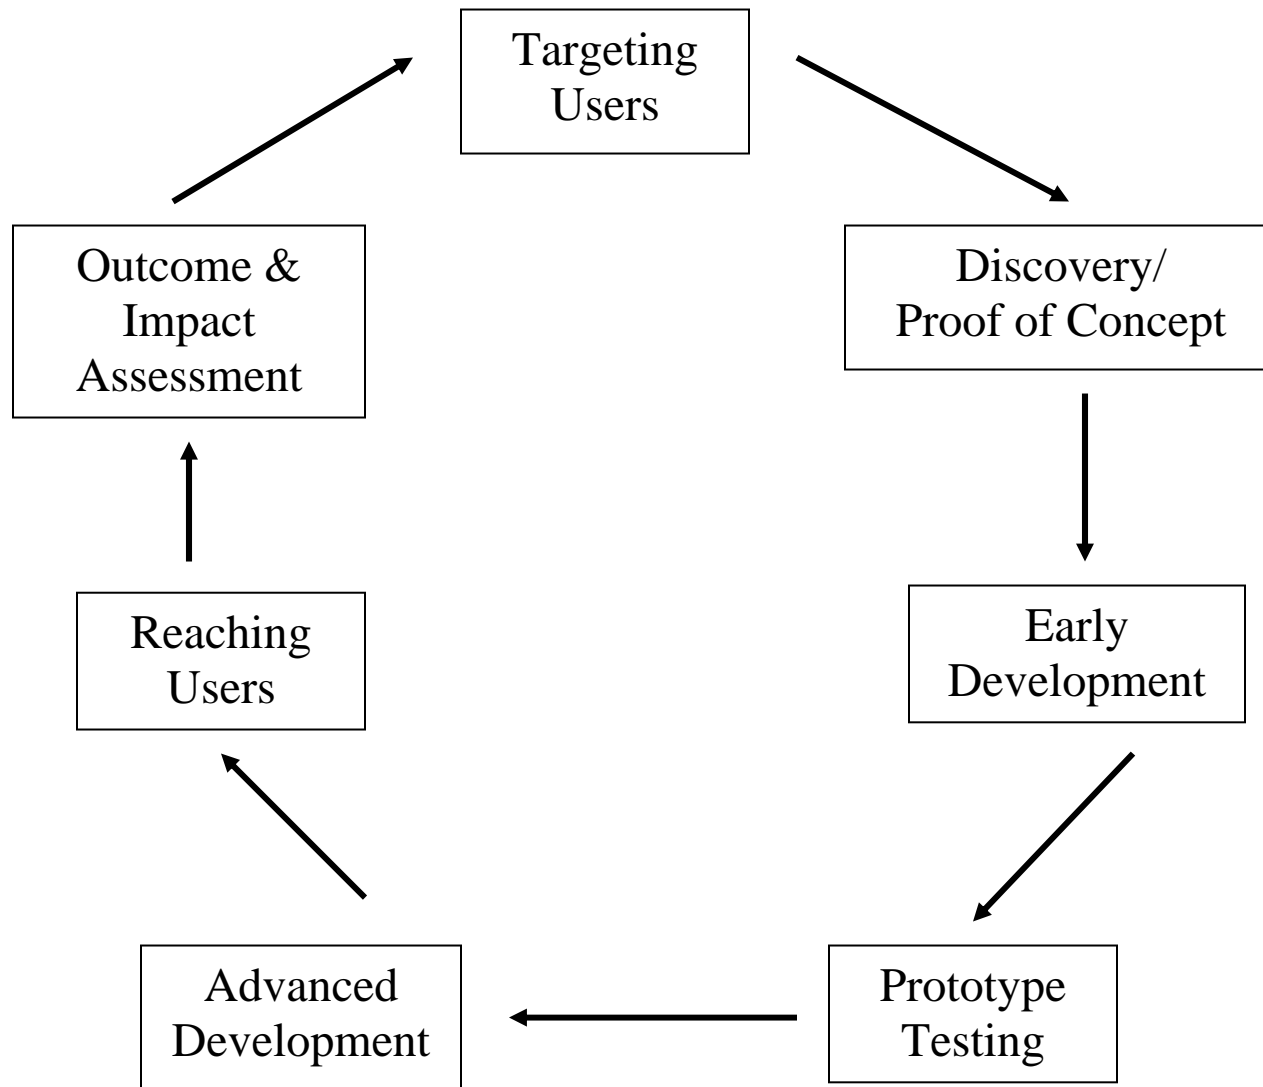 Targeting
Users
Discovery/
Proof of Concept
Early
Development
Prototype
Testing
Advanced
Development
Reaching
Users
Outcome &
Impact
Assessment